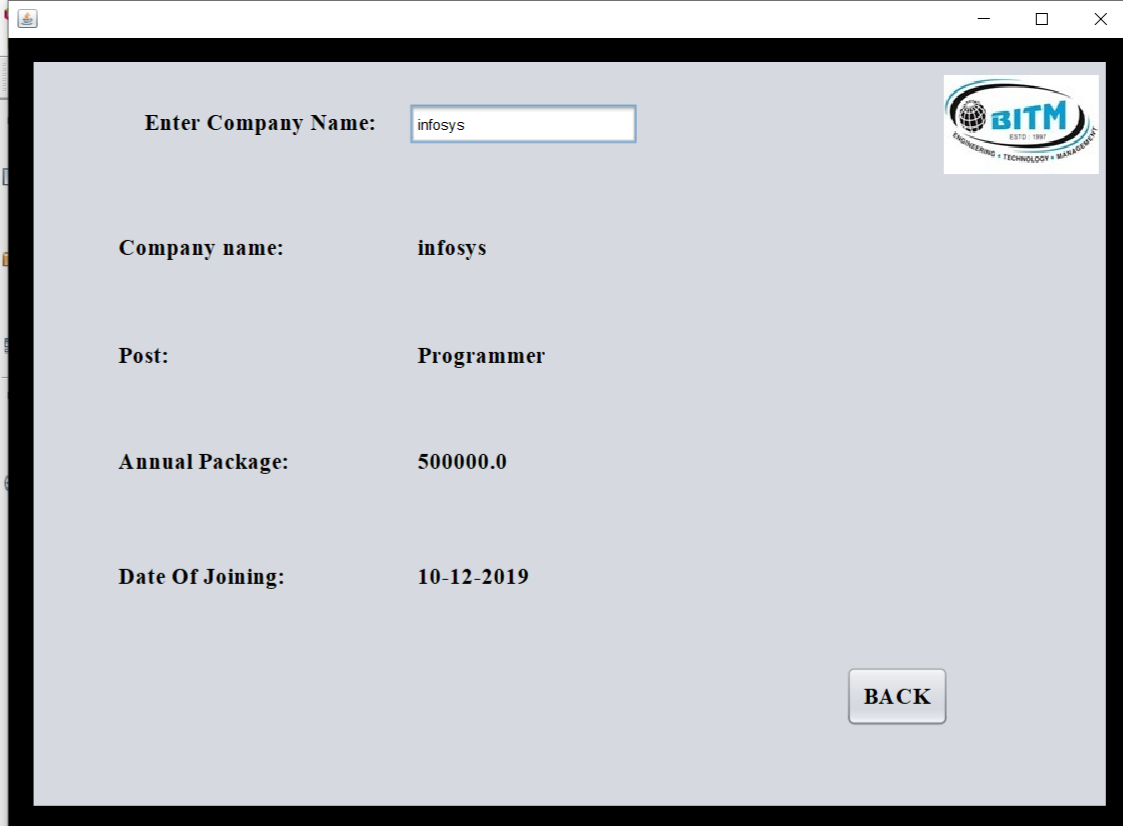 Enter Company Name: infosys
BITM
ESTD : 1997
ENGINEERING • TECHNOLOGY • MANAGEMENT
Company name: infosys
Post: Programmer
Annual Package: 500000.0
Date Of Joining: 10-12-2019
BACK